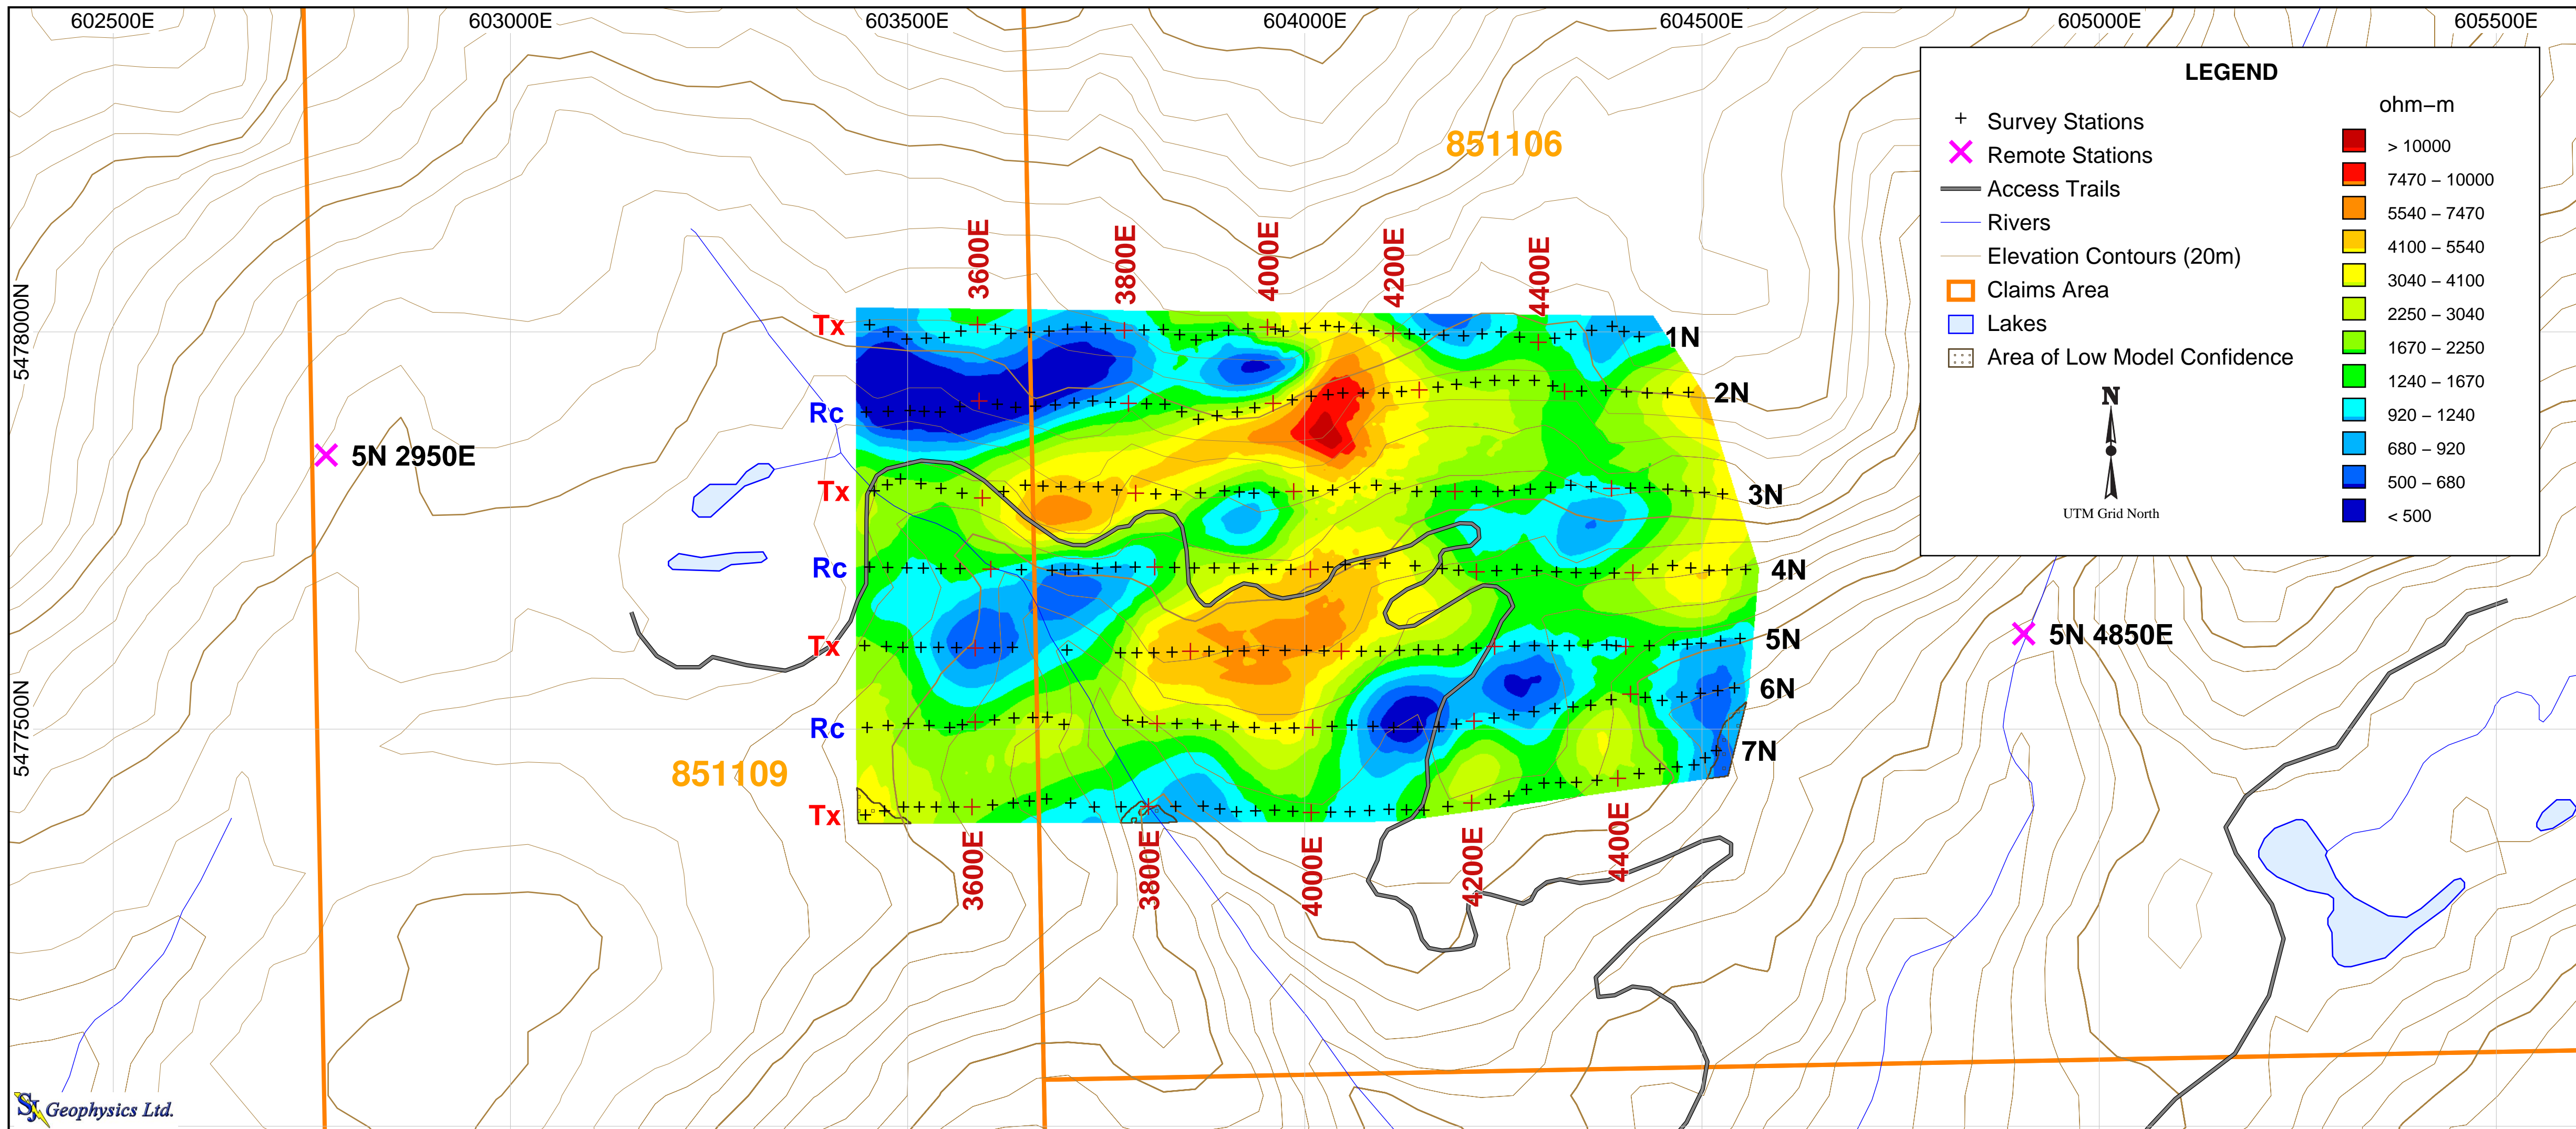 602500E 603000E 603500E 604000E 604500E 605000E 605500E
LEGEND
ohm-m
+ Survey Stations
Remote Stations
Access Trails
Rivers
Elevation Contours (20m)
Claims Area
Lakes
Area of Low Model Confidence
N
UTM Grid North
> 10000
7470 - 10000
5540 - 7470
4100 - 5540
3040 - 4100
2250 - 3040
1670 - 2250
1240 - 1670
920 - 1240
680 - 920
500 - 680
< 500
851106
3600E 3800E 4000E 4200E 4400E
5478000N
Tx 1N
Rc 2N
5N 2950E
Tx 3N
Rc 4N
Tx 5N
5N 4850E
6N
5477500N
Rc
7N
851109
Tx
3600E 3800E 4000E 4200E 4400E
SJ Geophysics Ltd.